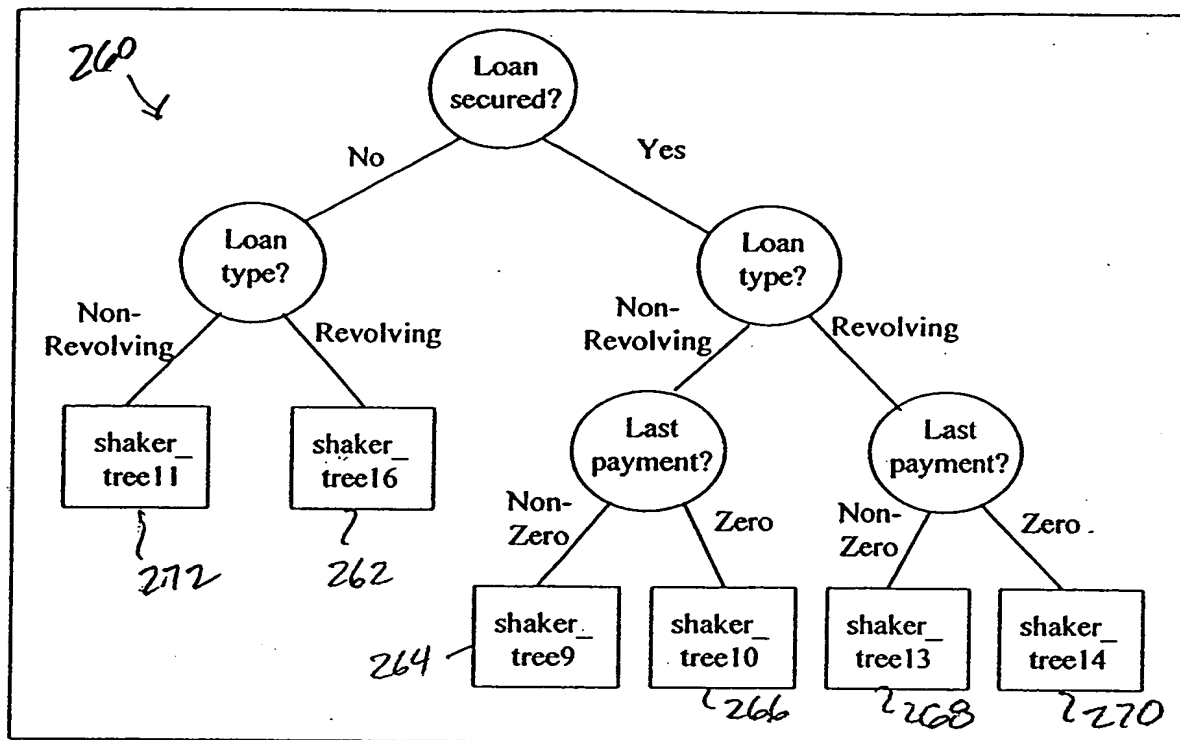 260
Loan
secured?
No
Yes
Loan
type?
Loan
type?
Non-
Revolving
Revolving
Non-
Revolving
Revolving
shaker_
tree11
shaker_
tree16
Last
payment?
Last
payment?
272
262
Non-
Zero
Zero
Non-
Zero
Zero
shaker_
tree9
shaker_
tree10
shaker_
tree13
shaker_
tree14
264
266
268
270